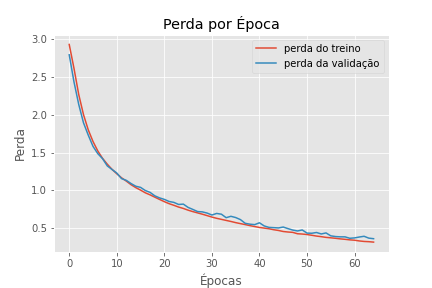 Perda por Época
perda do treino
perda da validação
Perda
3.0
2.5
2.0
1.5
1.0
0.5
0 10 20 30 40 50 60
Épocas